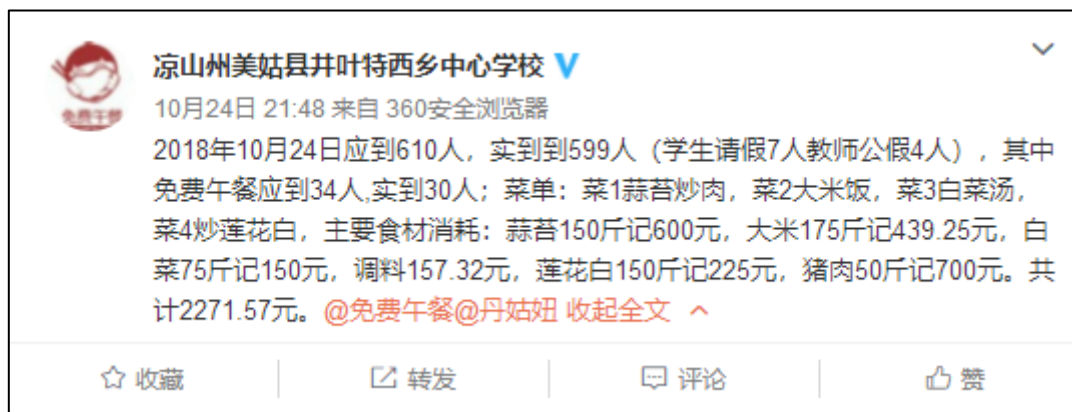 凉山州美姑县井叶特西乡中心学校
免费午餐
10月24日 21:48 来自 360安全浏览器
2018年10月24日应到610人，实到到599人（学生请假7人教师公假4人），其中
免费午餐应到34人,实到30人；菜单：菜1蒜苔炒肉，菜2大米饭，菜3白菜汤，
菜4炒莲花白，主要食材消耗：蒜苔150斤记600元，大米175斤记439.25元，白
菜75斤记150元，调料157.32元，莲花白150斤记225元，猪肉50斤记700元。共
计2271.57元。@免费午餐@丹姑妞 收起全文
收藏 转发 评论 赞